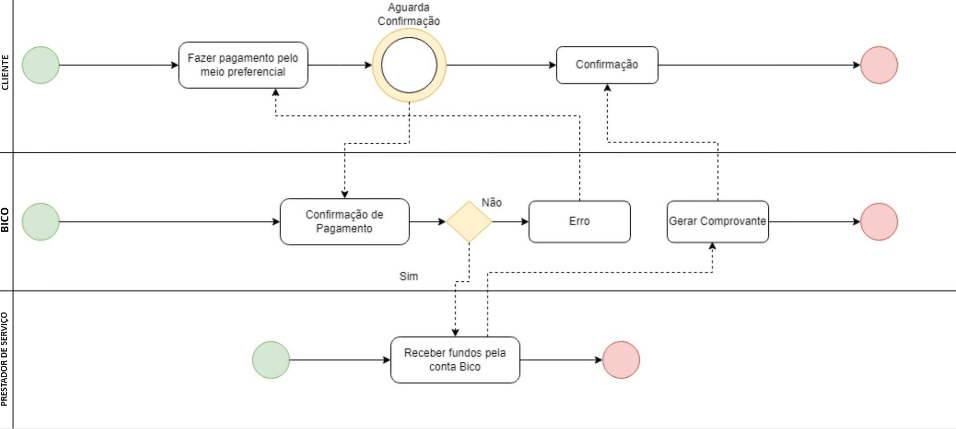 Aguarda
Confirmação
CLIENTE
Fazer pagamento pelo
meio preferencial
Confirmação
BICO
Confirmação de
Pagamento
Não
Erro
Gerar Comprovante
Sim
PRESTADOR DE SERVIÇO
Receber fundos pela
conta Bico